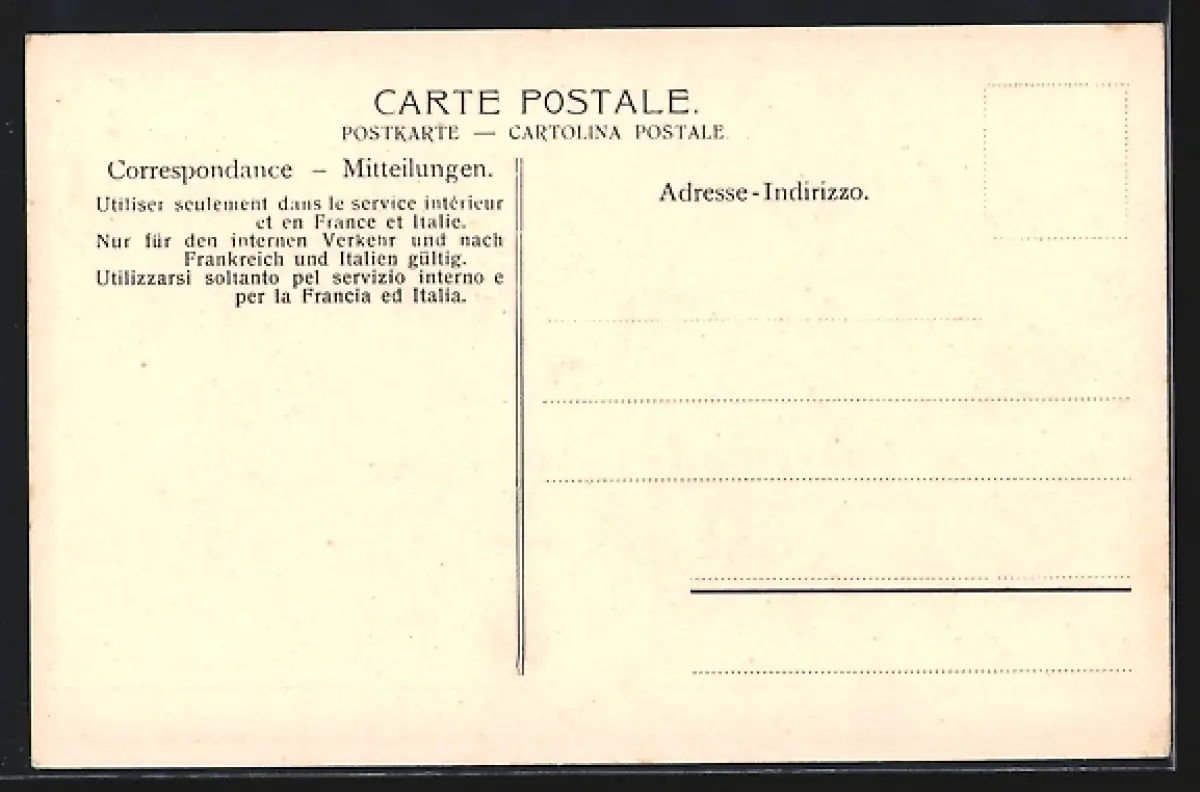 CARTE POSTALE.
POSTKARTE — CARTOLINA POSTALE
Correspondance – Mitteilungen.
Utiliser seulement dans le service intérieur
et en France et Italie.
Nur für den internen Verkehr und nach
Frankreich und Italien gültig.
Utilizzarsi soltanto pel servizio interno e
per la Francia ed Italia.
Adresse - Indirizzo.